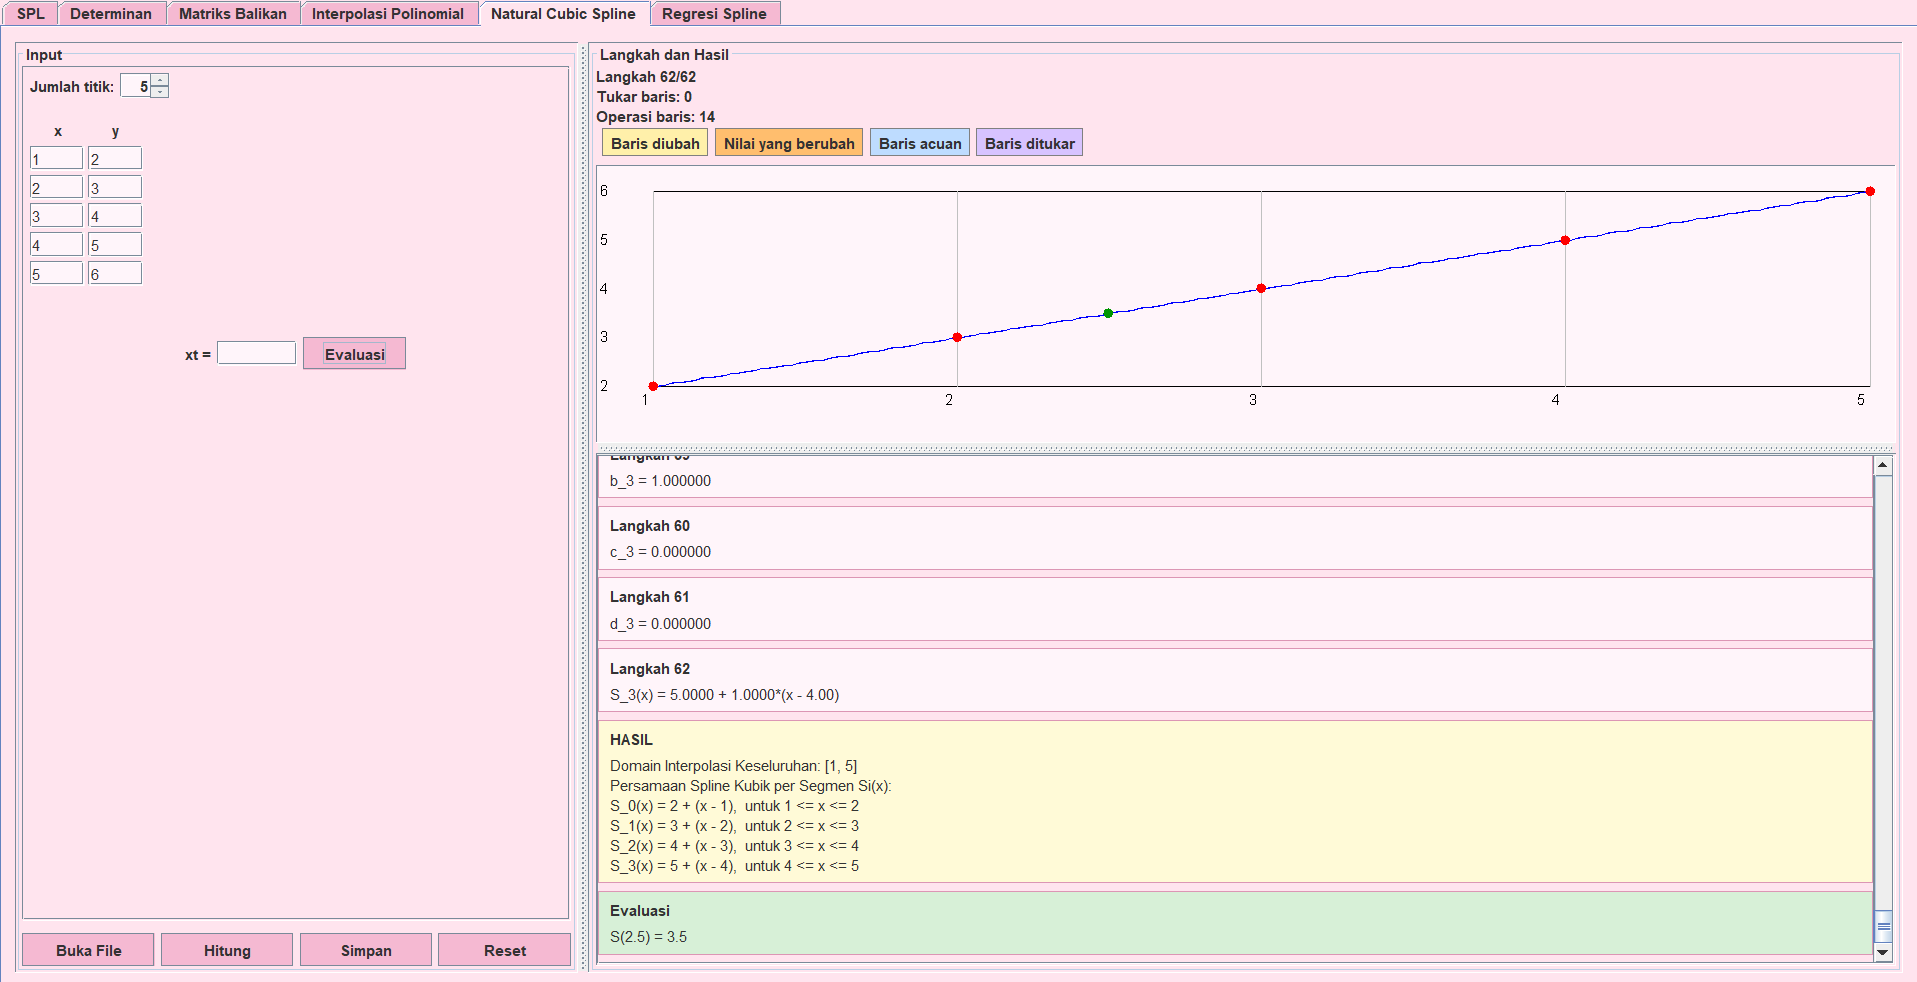 SPL Determinan Matriks Balikan Interpolasi Polinomial Natural Cubic Spline Regresi Spline
Input
Jumlah titik: 5
x y
1 2
2 3
3 4
4 5
5 6
xt = Evaluasi
Buka File Hitung Simpan Reset
Langkah dan Hasil
Langkah 62/62
Tukar baris: 0
Operasi baris: 14
Baris diubah Nilai yang berubah Baris acuan Baris ditukar
6
5
4
3
2
1 2 3 4 5
Langkah 59
b_3 = 1.000000
Langkah 60
c_3 = 0.000000
Langkah 61
d_3 = 0.000000
Langkah 62
S_3(x) = 5.0000 + 1.0000*(x - 4.00)
HASIL
Domain Interpolasi Keseluruhan: [1, 5]
Persamaan Spline Kubik per Segmen Si(x):
S_0(x) = 2 + (x - 1), untuk 1 <= x <= 2
S_1(x) = 3 + (x - 2), untuk 2 <= x <= 3
S_2(x) = 4 + (x - 3), untuk 3 <= x <= 4
S_3(x) = 5 + (x - 4), untuk 4 <= x <= 5
Evaluasi
S(2.5) = 3.5